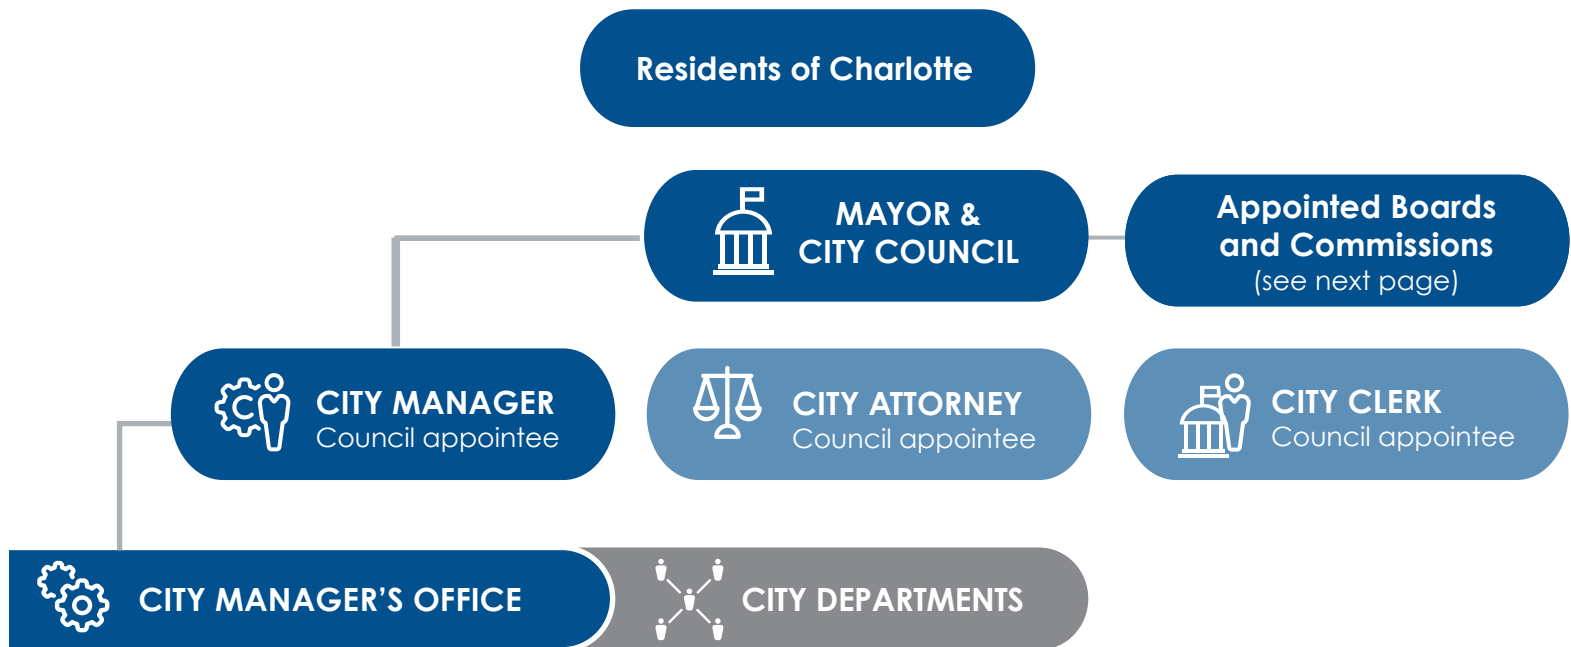 Residents of Charlotte
MAYOR &
CITY COUNCIL
Appointed Boards
and Commissions
(see next page)
C
CITY MANAGER
Council appointee
CITY ATTORNEY
Council appointee
CITY CLERK
Council appointee
CITY MANAGER’S OFFICE
CITY DEPARTMENTS